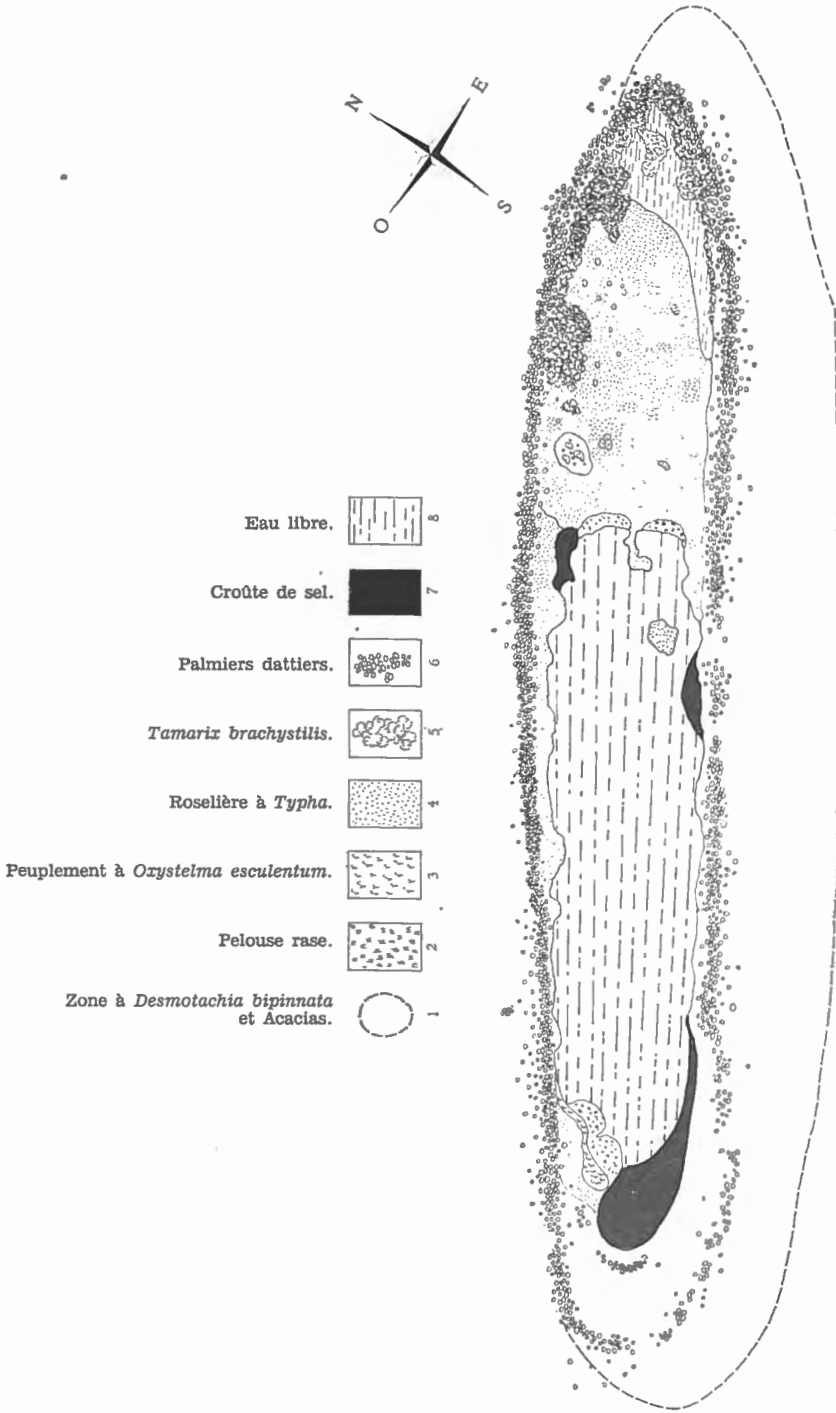 N
E
O
S
Eau libre.
8
Croûte de sel.
7
Palmiers dattiers.
6
Tamarix brachystilis.
5
Roselière à Typha.
4
Peuplement à Oxystelma esculentum.
3
Pelouse rase.
2
Zone à Desmotachia bipinnata
et Acacias.
1